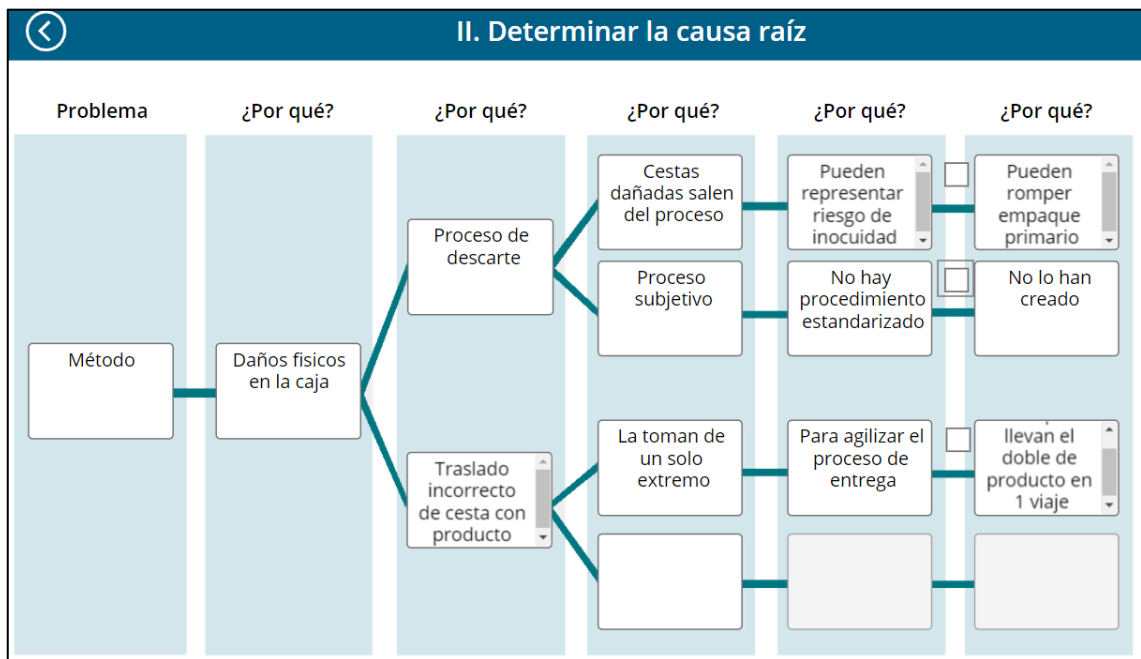 II. Determinar la causa raíz
Problema
¿Por qué?
¿Por qué?
¿Por qué?
¿Por qué?
¿Por qué?
Método
Daños fisicos
en la caja
Proceso de
descarte
Traslado
incorrecto
de cesta con
producto
Cestas
dañadas salen
del proceso
Pueden
representar
riesgo de
inocuidad
Pueden
romper
empaque
primario
Proceso
subjetivo
No hay
procedimiento
estandarizado
No lo han
creado
La toman de
un solo
extremo
Para agilizar el
proceso de
entrega
llevan el
doble de
producto en
1 viaje